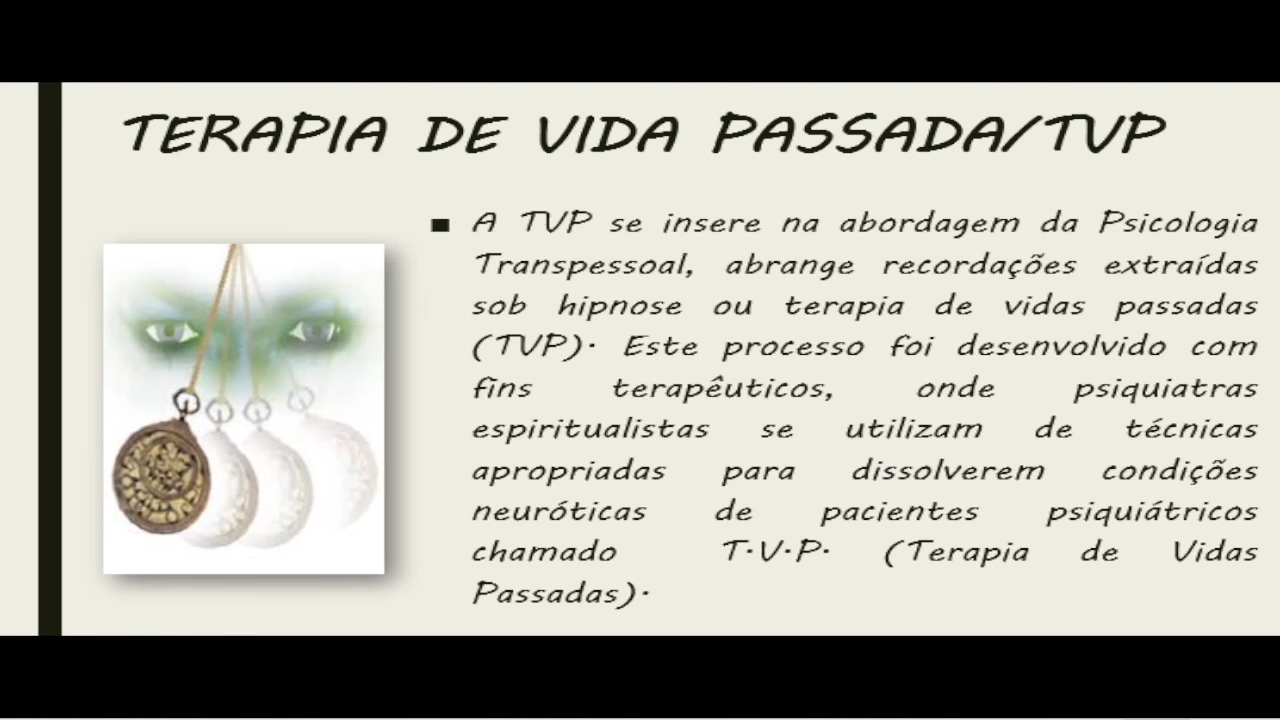 TERAPIA DE VIDA PASSADA/TVP
▪ A TVP se insere na abordagem da Psicologia
Transpessoal, abrange recordações extraídas
sob hipnose ou terapia de vidas passadas
(TVP). Este processo foi desenvolvido com
fins terapêuticos, onde psiquiatras
espiritualistas se utilizam de técnicas
apropriadas para dissolverem condições
neuróticas de pacientes psiquiátricos
chamado T.V.P. (Terapia de Vidas
Passadas).